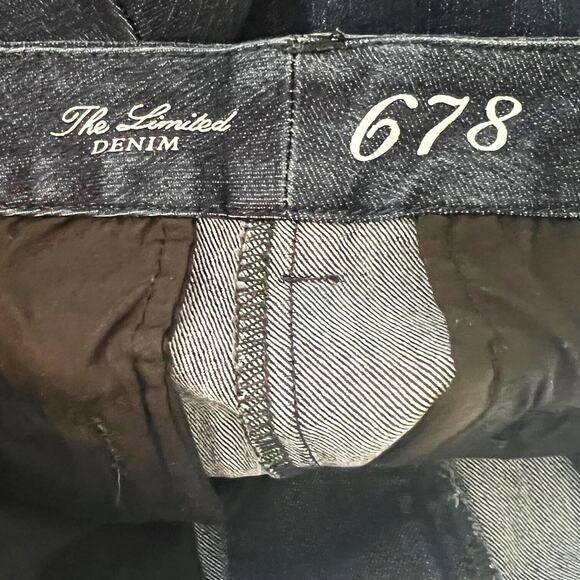 The Limited
DENIM
678